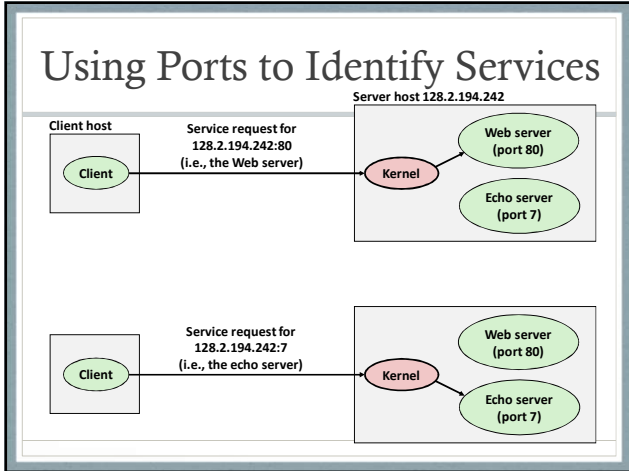 Using Ports to Identify Services
Server host 128.2.194.242
Client host
Service request for
128.2.194.242:80
(i.e., the Web server)
Client
Kernel
Web server
(port 80)
Echo server
(port 7)
Service request for
128.2.194.242:7
(i.e., the echo server)
Client
Kernel
Web server
(port 80)
Echo server
(port 7)